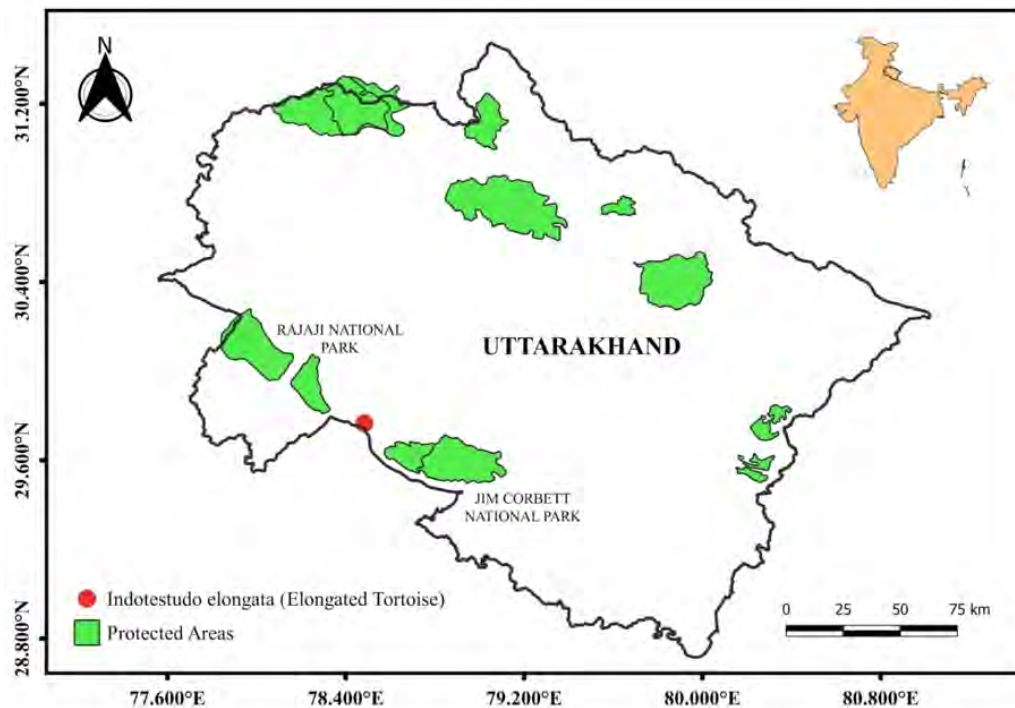 N
31.200°N
30.400°N
29.600°N
28.800°N
RAJAJI NATIONAL
PARK
UTTARAKHAND
JIM CORBETT
NATIONAL PARK
Indotestudo elongata (Elongated Tortoise)
Protected Areas
0 25 50 75 km
77.600°E 78.400°E 79.200°E 80.000°E 80.800°E